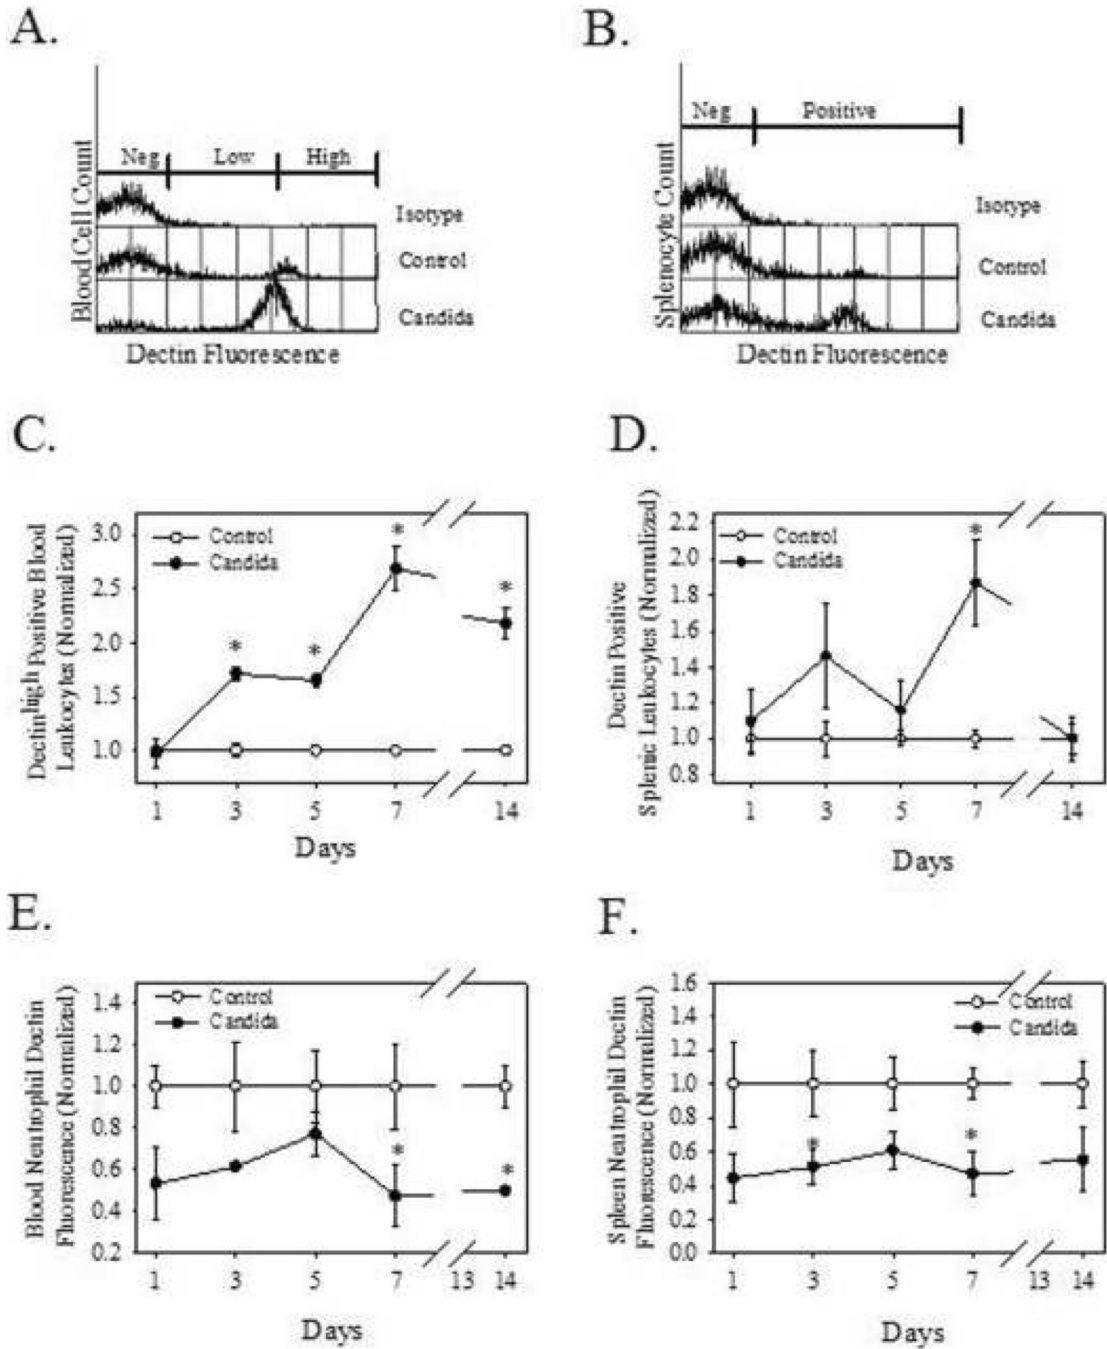 A.
Neg
Low
High
Blood Cell Count
Isotype
Control
Candida
Dectin Fluorescence
B.
Neg
Positive
Splenocyte Count
Isotype
Control
Candida
Dectin Fluorescence
C.
Dectinhigh Positive Blood
Leukocytes (Normalized)
3.0
2.5
2.0
1.5
1.0
Control
Candida
*
*
*
*
1
3
5
7
14
Days
D.
Dectin Positive
Splenic Leukocytes (Normalized)
2.2
2.0
1.8
1.6
1.4
1.2
1.0
0.8
Control
Candida
*
1
3
5
7
14
Days
E.
Blood Neutrophil Dectin
Fluorescence (Normalized)
1.4
1.2
1.0
0.8
0.6
0.4
0.2
Control
Candida
*
*
1
3
5
7
13
14
Days
F.
Spleen Neutrophil Dectin
Fluorescence (Normalized)
1.6
1.4
1.2
1.0
0.8
0.6
0.4
0.2
0.0
Control
Candida
*
*
1
3
5
7
13
14
Days